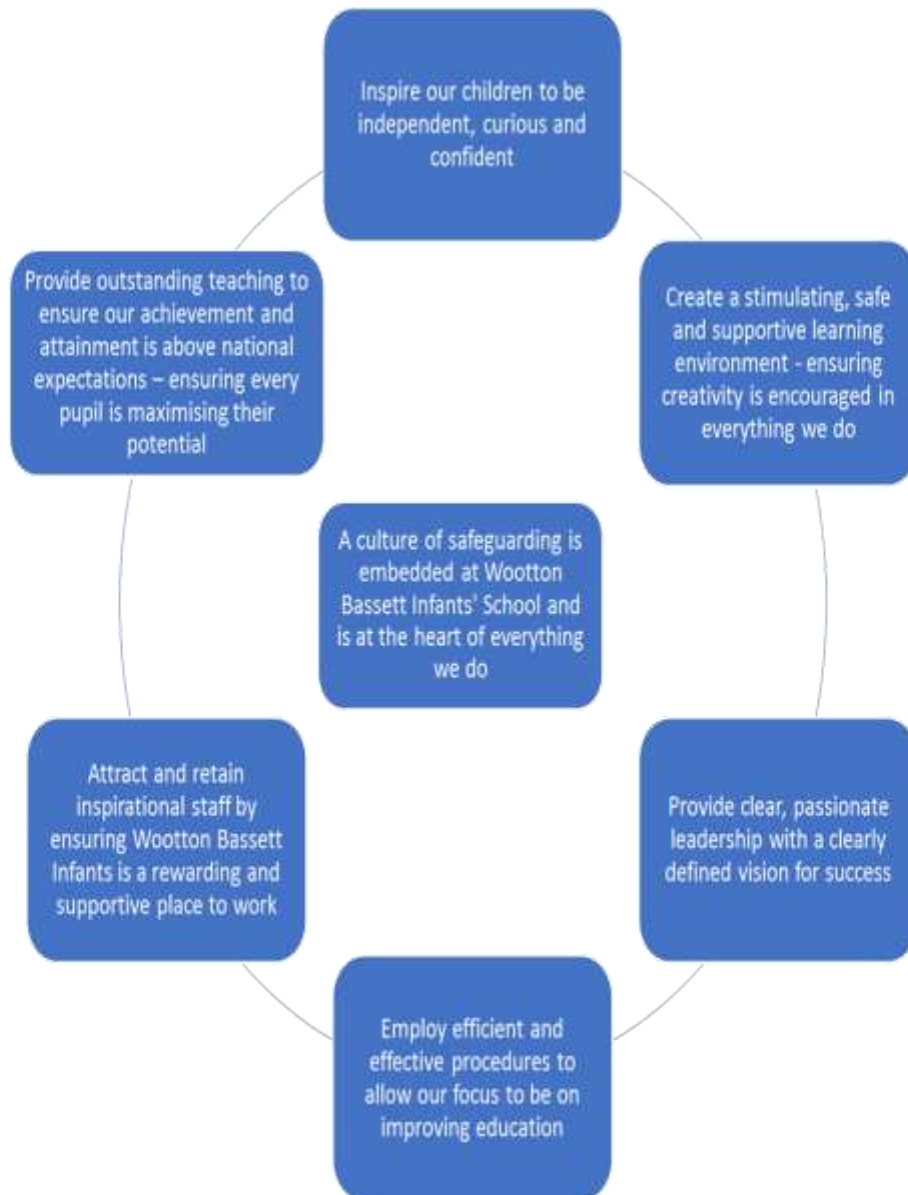 Inspire our children to be
independent, curious and
confident
Create a stimulating, safe
and supportive learning
environment - ensuring
creativity is encouraged in
everything we do
Provide clear, passionate
leadership with a clearly
defined vision for success
Employ efficient and
effective procedures to
allow our focus to be on
improving education
Attract and retain
inspirational staff by
ensuring Wootton Bassett
Infants is a rewarding and
supportive place to work
Provide outstanding teaching to
ensure our achievement and
attainment is above national
expectations – ensuring every
pupil is maximising their
potential
A culture of safeguarding is
embedded at Wootton
Bassett Infants' School and
is at the heart of everything
we do